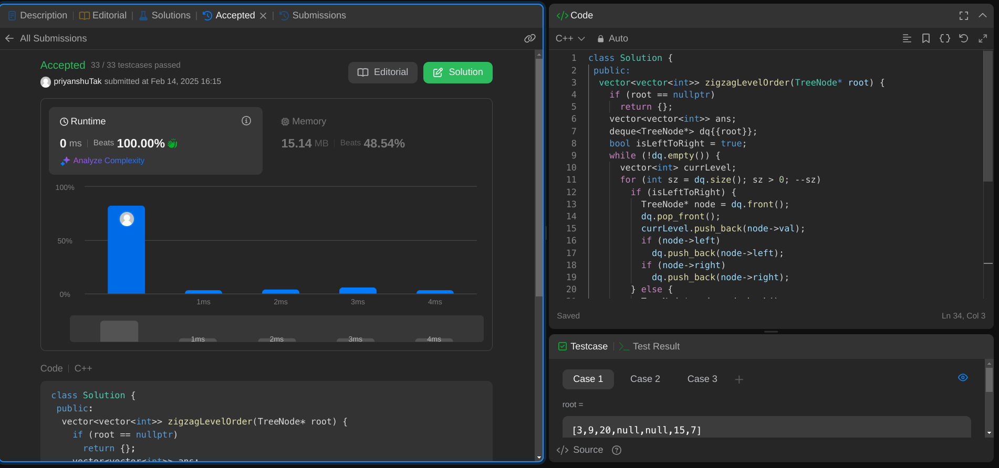 Description | Editorial | Solutions | Accepted | Submissions
All Submissions
Accepted 33 / 33 testcases passed
priyanshuTak submitted at Feb 14, 2025 16:15
Editorial
Solution
Runtime
0 ms | Beats 100.00%
Analyze Complexity
Memory
15.14 MB | Beats 48.54%
100%
50%
0%
1ms 2ms 3ms 4ms
1ms 2ms 3ms 4ms
Code | C++
class Solution {
 public:
  vector<vector<int>> zigzagLevelOrder(TreeNode* root) {
    if (root == nullptr)
      return {};
    vector<vector<int>> ans;
</> Code
C++ Auto
1 class Solution {
2  public:
3   vector<vector<int>> zigzagLevelOrder(TreeNode* root) {
4     if (root == nullptr)
5       return {};
6     vector<vector<int>> ans;
7     deque<TreeNode*> dq{{root}};
8     bool isLeftToRight = true;
9     while (!dq.empty()) {
10       vector<int> currLevel;
11       for (int sz = dq.size(); sz > 0; --sz)
12         if (isLeftToRight) {
13           TreeNode* node = dq.front();
14           dq.pop_front();
15           currLevel.push_back(node->val);
16           if (node->left)
17             dq.push_back(node->left);
18           if (node->right)
19             dq.push_back(node->right);
20         } else {
Saved
Ln 34, Col 3
Testcase | Test Result
Case 1 Case 2 Case 3 +
root =
[3,9,20,null,null,15,7]
</> Source